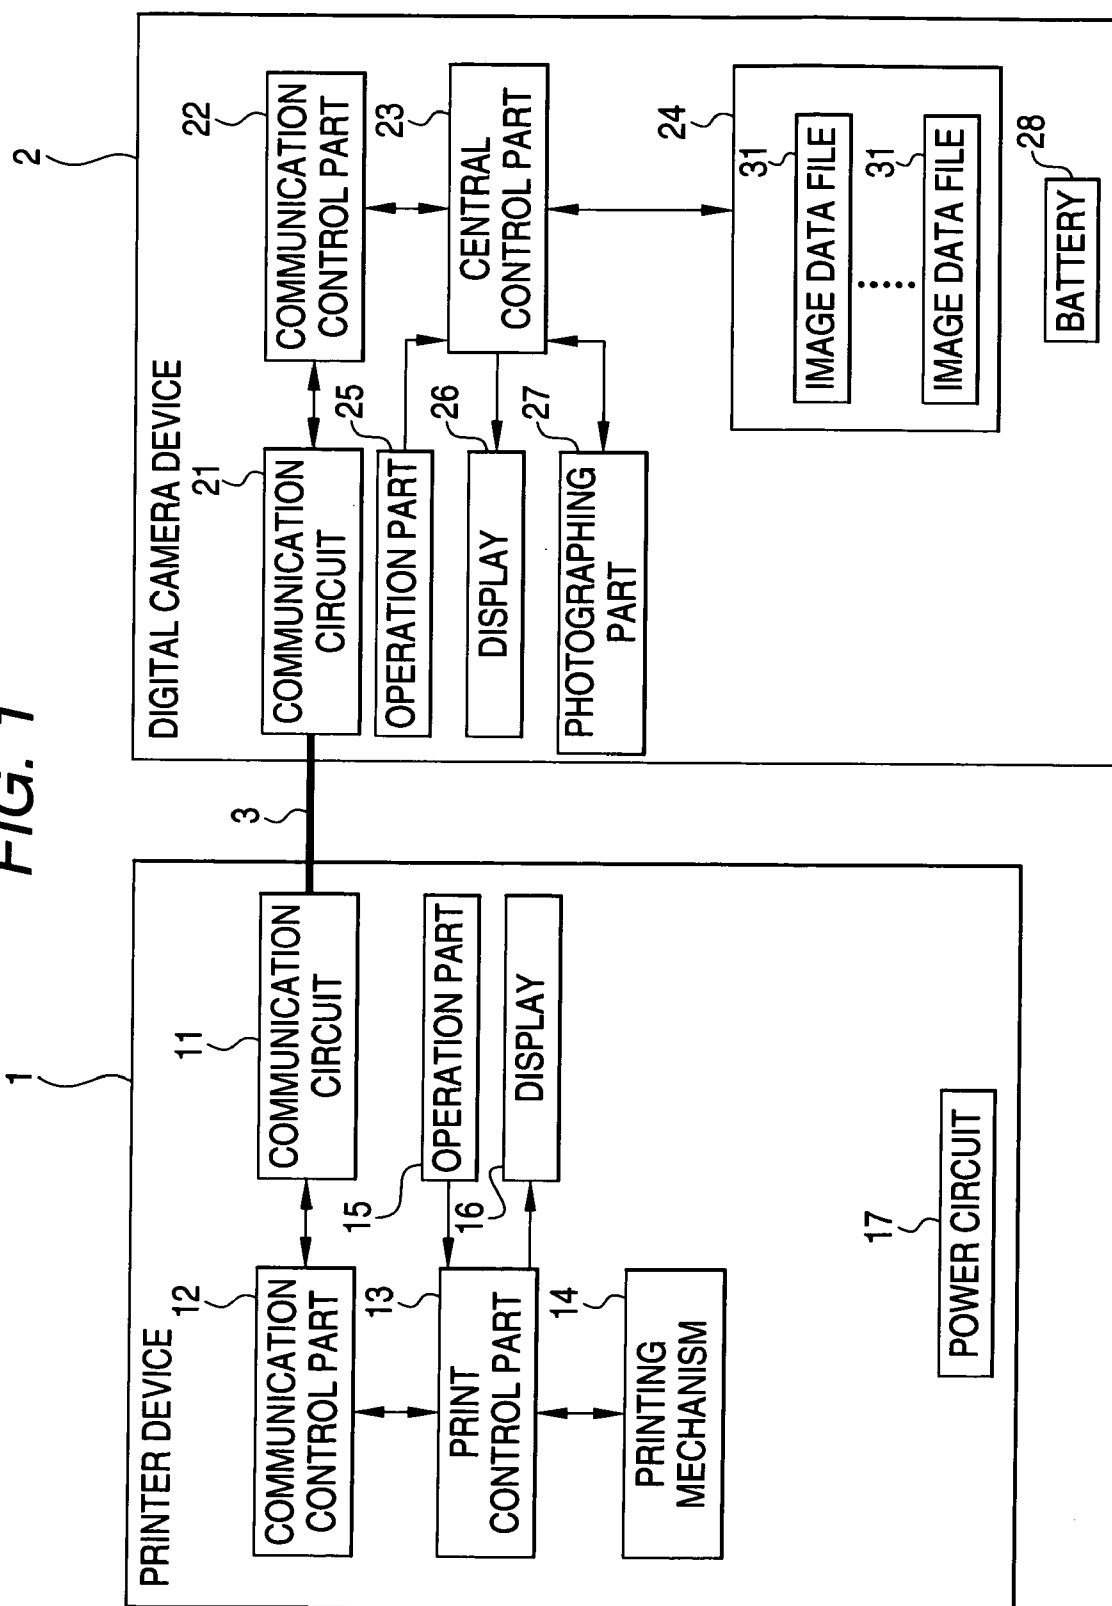 FIG. 1
1
PRINTER DEVICE
12
COMMUNICATION
CONTROL PART
11
COMMUNICATION
CIRCUIT
13
PRINT
CONTROL PART
15
OPERATION PART
16
DISPLAY
14
PRINTING
MECHANISM
17
POWER CIRCUIT
3
2
DIGITAL CAMERA DEVICE
21
COMMUNICATION
CIRCUIT
22
COMMUNICATION
CONTROL PART
25
OPERATION PART
23
CENTRAL
CONTROL PART
26
DISPLAY
27
PHOTOGRAPHING
PART
24
31
IMAGE DATA FILE
31
IMAGE DATA FILE
28
BATTERY